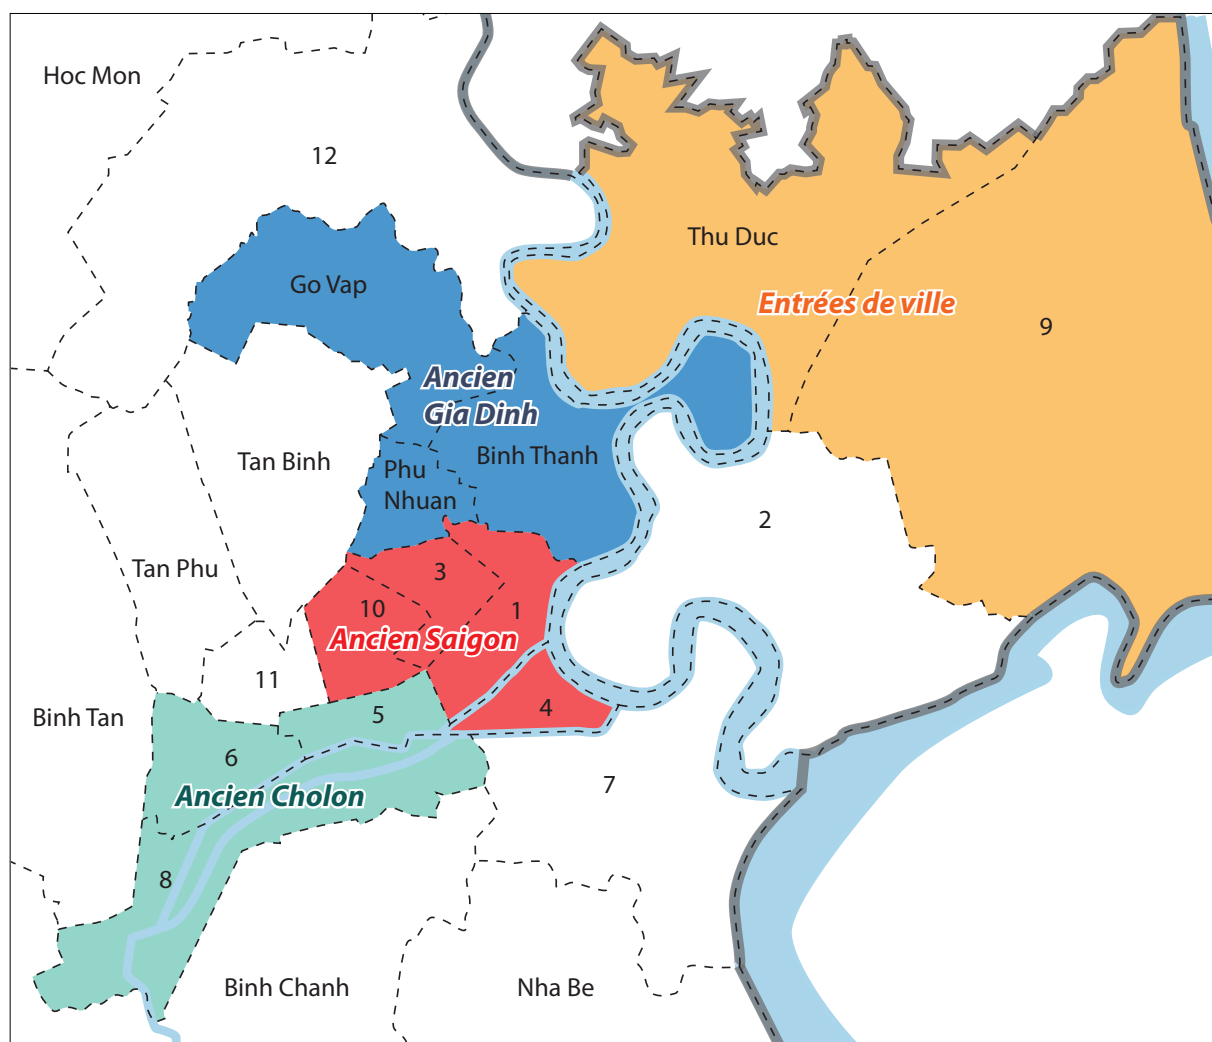 Hoc Mon
12
Thu Duc
Go Vap
Entrées de ville
9
Ancien
Gia Dinh
Binh Thanh
Tan Binh
Phu
Nhuan
2
Tan Phu
3
10
1
Ancien Saigon
11
4
5
Binh Tan
6
7
Ancien Cholon
8
Binh Chanh
Nha Be